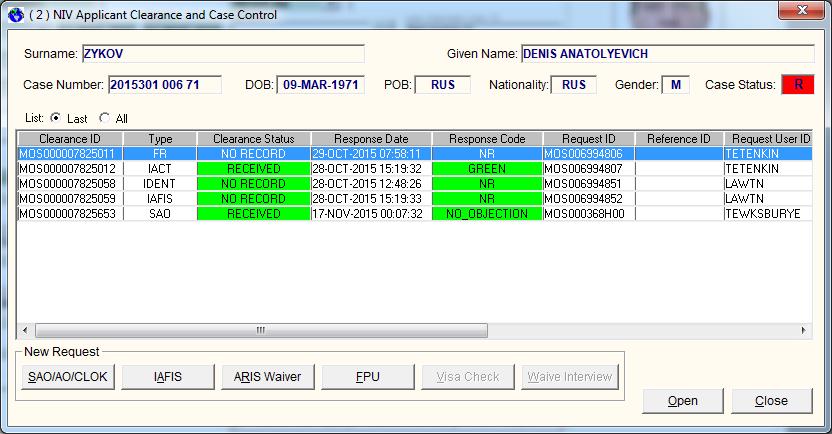 ( 2 ) NIV Applicant Clearance and Case Control
Surname: ZYKOV Given Name: DENIS ANATOLYEVICH
Case Number: 2015301 006 71 DOB: 09-MAR-1971 POB: RUS Nationality: RUS Gender: M Case Status: R
List: Last All
Clearance ID Type Clearance Status Response Date Response Code Request ID Reference ID Request User ID
MOS000007825011 FR NO RECORD 29-OCT-2015 07:58:11 NR MOS006994806 TETENKIN
MOS000007825012 IACT RECEIVED 28-OCT-2015 15:19:32 GREEN MOS006994807 TETENKIN
MOS000007825058 IDENT NO RECORD 28-OCT-2015 12:48:26 NR MOS006994851 LAWTN
MOS000007825059 IAFIS NO RECORD 28-OCT-2015 15:19:33 NR MOS006994852 LAWTN
MOS000007825653 SAO RECEIVED 17-NOV-2015 00:07:32 NO_OBJECTION MOS000368H00 TEWKSBURYE
New Request
SAO/AO/CLOK IAFIS ARIS Waiver FPU Visa Check Waive Interview
Open Close